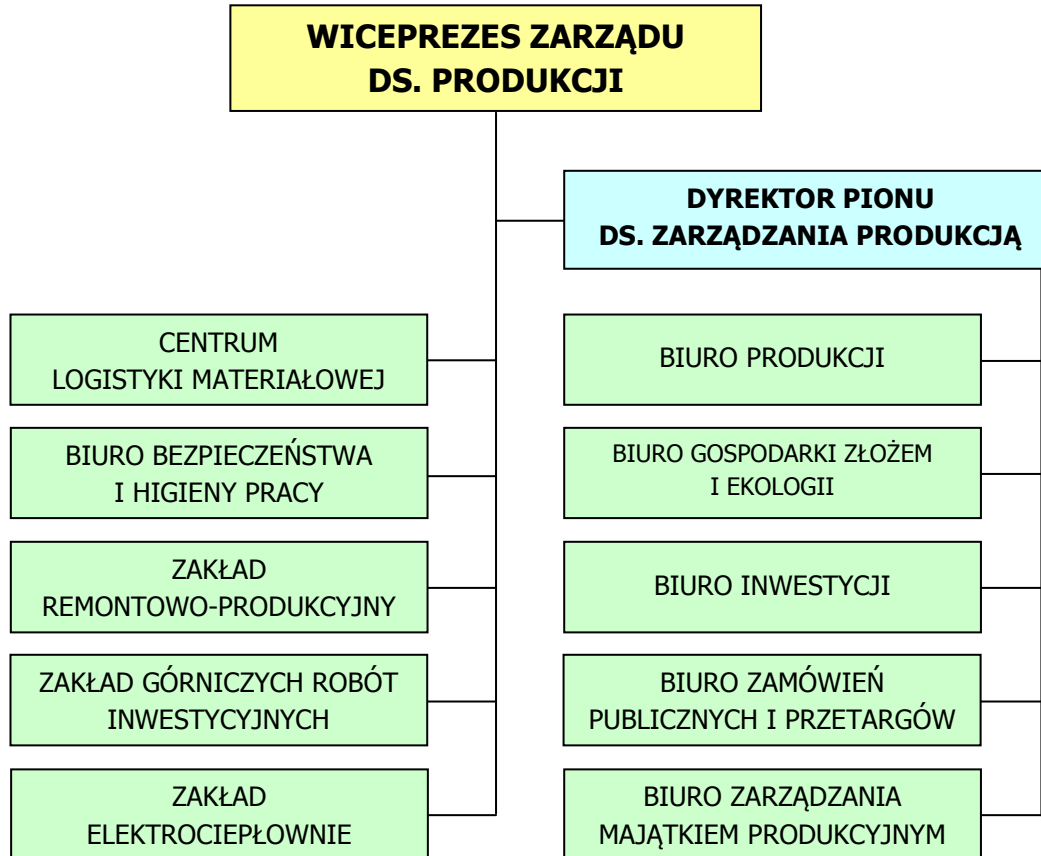 WICEPREZES ZARZĄDU
DS. PRODUKCJI
DYREKTOR PIONU
DS. ZARZĄDZANIA PRODUKCJĄ
CENTRUM
LOGISTYKI MATERIAŁOWEJ
BIURO BEZPIECZEŃSTWA
I HIGIENY PRACY
ZAKŁAD
REMONTOWO-PRODUKCYJNY
ZAKŁAD GÓRNICZYCH ROBÓT
INWESTYCYJNYCH
ZAKŁAD
ELEKTROCIEPŁOWNIE
BIURO PRODUKCJI
BIURO GOSPODARKI ZŁOŻEM
I EKOLOGII
BIURO INWESTYCJI
BIURO ZAMÓWIEŃ
PUBLICZNYCH I PRZETARGÓW
BIURO ZARZĄDZANIA
MAJĄTKIEM PRODUKCYJNYM